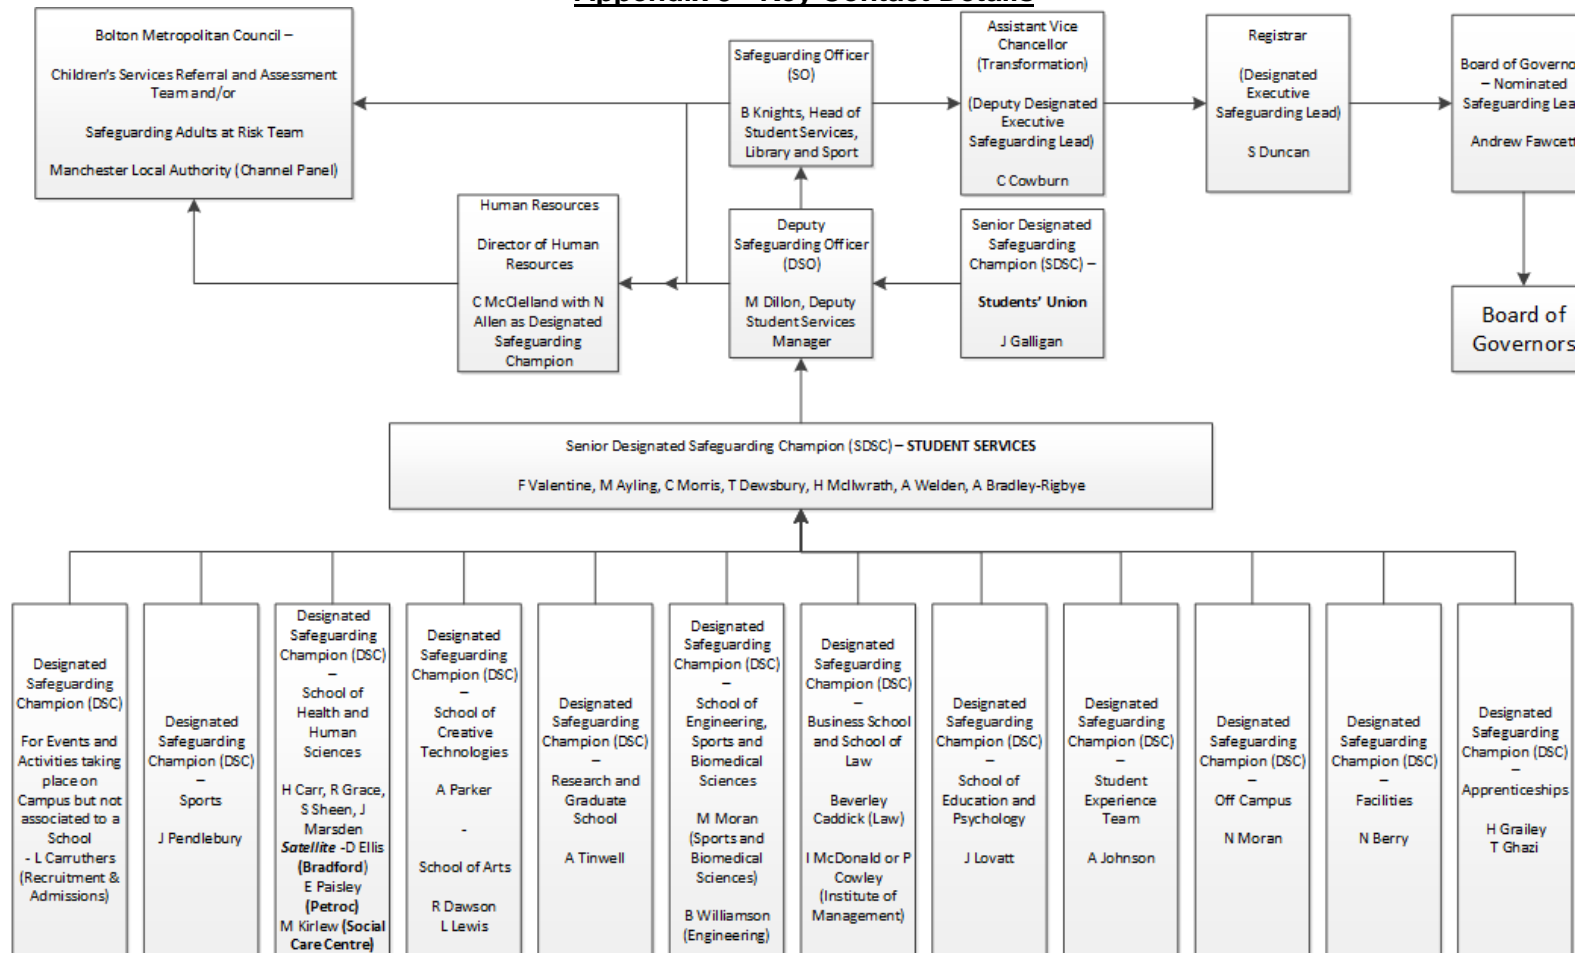 Bolton Metropolitan Council –
Children's Services Referral and Assessment
Team and/or
Safeguarding Adults at Risk Team
Manchester Local Authority (Channel Panel)
Safeguarding Officer
(SO)
B Knights, Head of
Student Services,
Library and Sport
Assistant Vice
Chancellor
(Transformation)
(Deputy Designated
Executive
Safeguarding Lead)
C Cowburn
Registrar
(Designated
Executive
Safeguarding Lead)
S Duncan
Board of
– Nominated
Safeguarding
Andrew Fawcett
Human Resources
Director of Human
Resources
C McClelland with N
Allen as Designated
Safeguarding
Champion
Deputy
Safeguarding Officer
(DSO)
M Dillon, Deputy
Student Services
Manager
Senior Designated
Safeguarding
Champion (SDSC) –
Students' Union
J Galligan
Board of
Governors
Senior Designated Safeguarding Champion (SDSC) – STUDENT SERVICES
F Valentine, M Ayling, C Morris, T Dewsbury, H McIlwrath, A Welden, A Bradley-Rigbye
Designated
Safeguarding
Champion (DSC)
For Events and
Activities taking
place on
Campus but not
associated to a
School
- L Carruthers
(Recruitment &
Admissions)
Designated
Safeguarding
Champion (DSC)
–
Sports
J Pendlebury
Designated
Safeguarding
Champion (DSC)
–
School of
Health and
Human
Sciences
H Carr, R Grace,
S Sheen, J
Marsden
Satellite -D Ellis
(Bradford)
E Paisley
(Petroc)
M Kirlew (Social
Care Centre)
Designated
Safeguarding
Champion (DSC)
–
School of
Creative
Technologies
A Parker
-
School of Arts
R Dawson
L Lewis
Designated
Safeguarding
Champion (DSC)
–
Research and
Graduate
School
A Tinwell
Designated
Safeguarding
Champion (DSC)
–
School of
Engineering,
Sports and
Biomedical
Sciences
M Moran
(Sports and
Biomedical
Sciences)
B Williamson
(Engineering)
Designated
Safeguarding
Champion (DSC)
–
Business School
and School of
Law
Beverley
Caddick (Law)
I McDonald or P
Cowley
(Institute of
Management)
Designated
Safeguarding
Champion (DSC)
–
School of
Education and
Psychology
J Lovatt
Designated
Safeguarding
Champion (DSC)
–
Student
Experience
Team
A Johnson
Designated
Safeguarding
Champion (DSC)
–
Off Campus
N Moran
Designated
Safeguarding
Champion (DSC)
–
Facilities
N Berry
Designated
Safeguarding
Champion (DSC)
–
Apprenticeships
H Grailey
T Ghazi